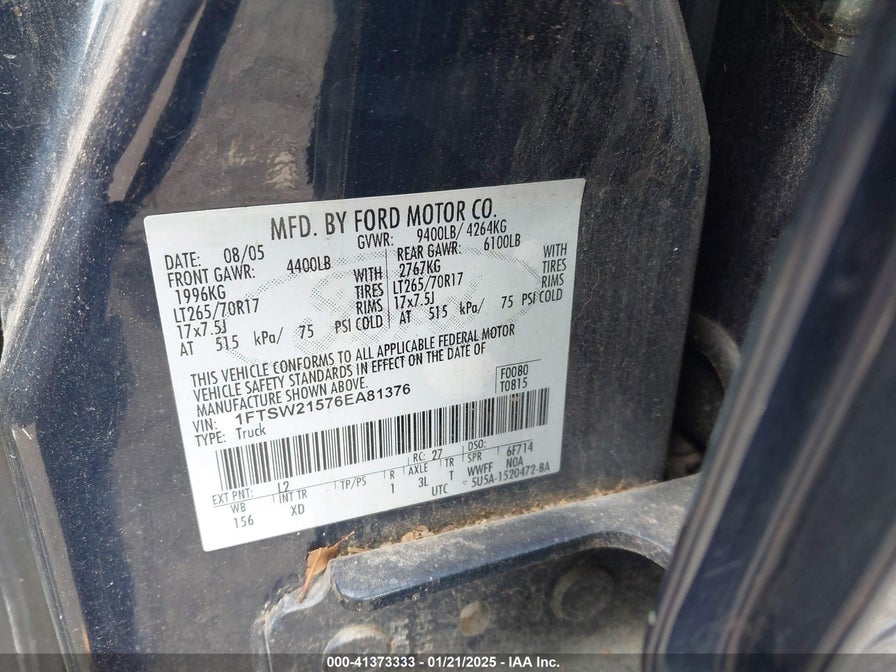 MFD. BY FORD MOTOR CO.
DATE: 08/05 GVWR: 9400LB/ 4264KG
FRONT GAWR: 4400LB REAR GAWR: 6100LB
1996KG WITH 2767KG WITH
LT265/70R17 TIRES LT265/70R17 TIRES
17x7.5J RIMS 17x7.5J RIMS
AT 515 kPa/ 75 PSI COLD AT 515 kPa/ 75 PSI COLD
THIS VEHICLE CONFORMS TO ALL APPLICABLE FEDERAL MOTOR
VEHICLE SAFETY STANDARDS IN EFFECT ON THE DATE OF
MANUFACTURE SHOWN ABOVE.
F0080
T0815
VIN: 1FTSW21576EA81376
TYPE: Truck
EXT PNT: L2 RC: 27 DSO:
WB INT TR TP/PS R AXLE TR SPR 6F714
156 XD 1 3L T WWFF NOA
UTC 5U5A-1520472-BA
000-41373333 - 01/21/2025 - IAA Inc.